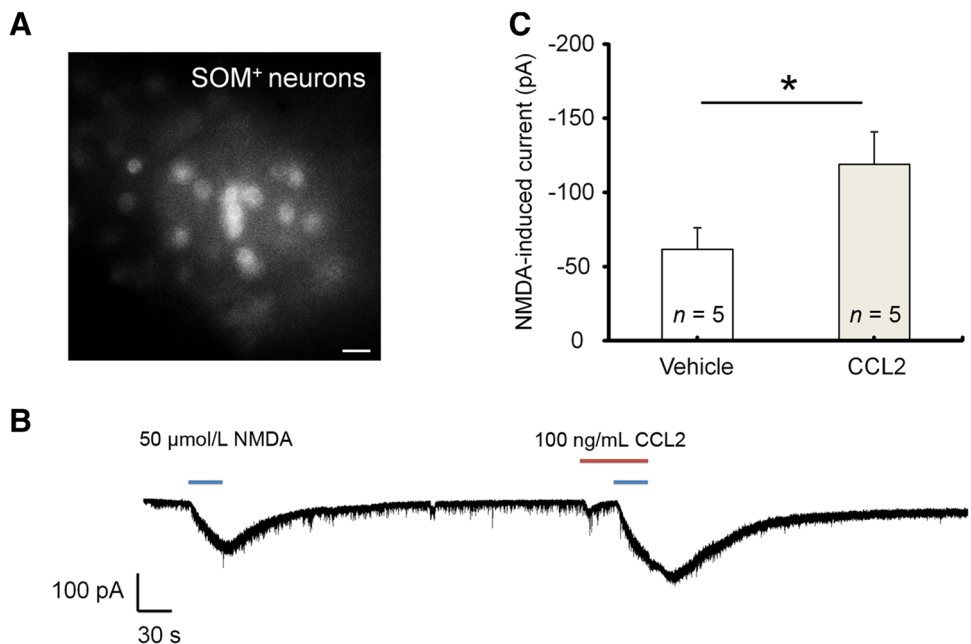 A
SOM⁺ neurons
C
NMDA-induced current (pA)
-200
-150
-100
-50
0
*
n = 5
n = 5
Vehicle
CCL2
B
50 µmol/L NMDA
100 ng/mL CCL2
100 pA
30 s